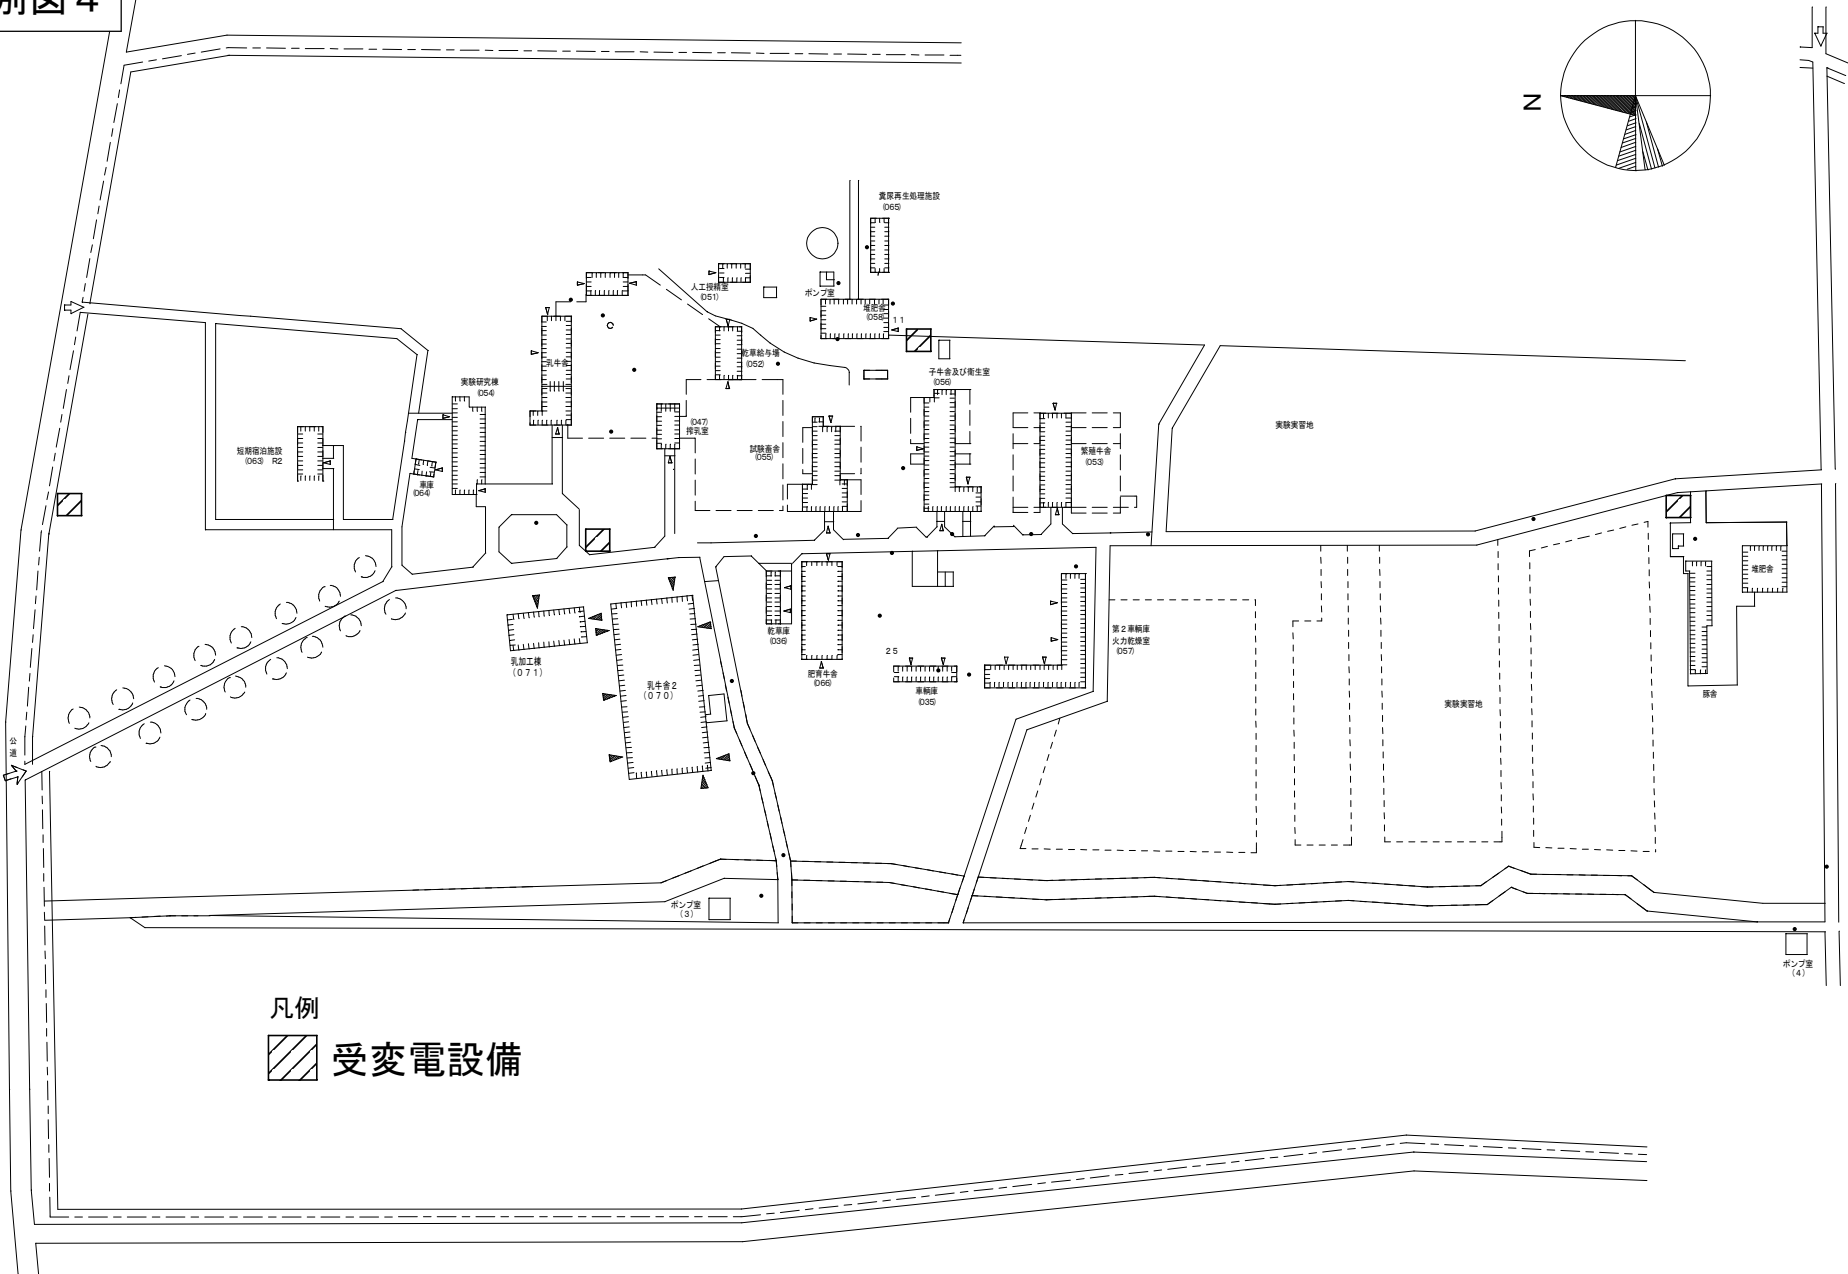 別図４
N
糞尿再生処理施設
(065)
人工授精室
(051)
ポンプ室
堆肥舎
(058)
11
乳牛舎
乾草給与場
(052)
子牛舎及び衛生室
(056)
実験研究棟
(054)
(047)
搾乳室
実験実習地
短期宿泊施設
(063) R2
試験畜舎
(055)
繁殖牛舎
(053)
車庫
(064)
堆肥舎
乾草庫
(036)
第２車輌庫
火力乾燥室
(057)
25
乳加工棟
(０７１)
乳牛舎２
(０７０)
肥育牛舎
(066)
車輌庫
(035)
豚舎
実験実習地
公道
ポンプ室
(3)
ポンプ室
(4)
凡例
受変電設備